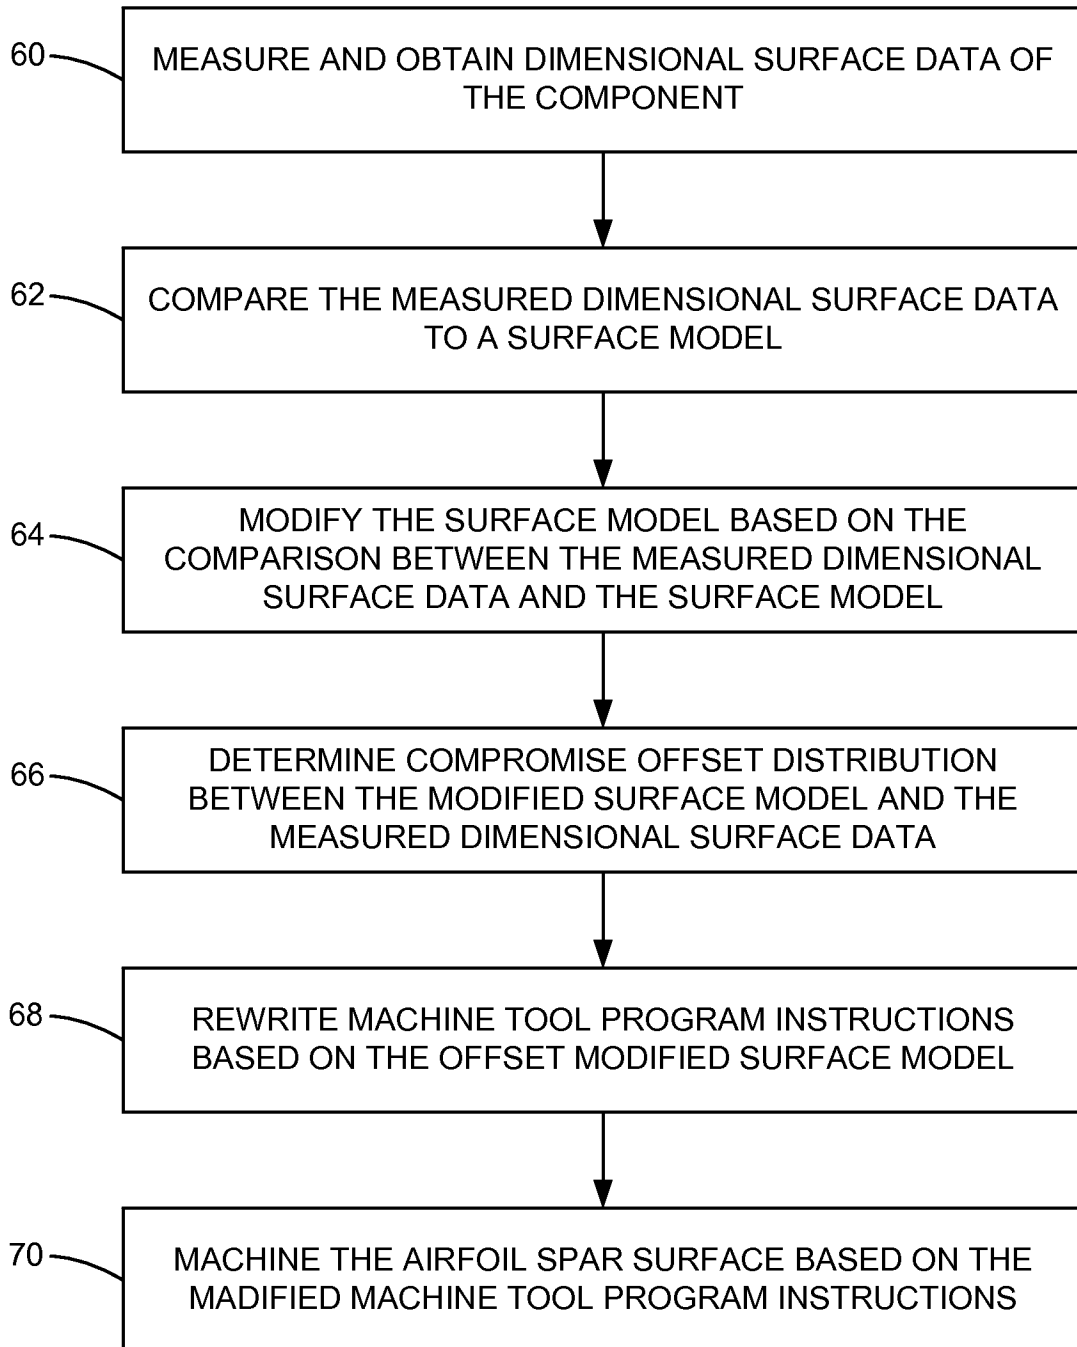 60
MEASURE AND OBTAIN DIMENSIONAL SURFACE DATA OF
THE COMPONENT
62
COMPARE THE MEASURED DIMENSIONAL SURFACE DATA
TO A SURFACE MODEL
64
MODIFY THE SURFACE MODEL BASED ON THE
COMPARISON BETWEEN THE MEASURED DIMENSIONAL
SURFACE DATA AND THE SURFACE MODEL
66
DETERMINE COMPROMISE OFFSET DISTRIBUTION
BETWEEN THE MODIFIED SURFACE MODEL AND THE
MEASURED DIMENSIONAL SURFACE DATA
68
REWRITE MACHINE TOOL PROGRAM INSTRUCTIONS
BASED ON THE OFFSET MODIFIED SURFACE MODEL
70
MACHINE THE AIRFOIL SPAR SURFACE BASED ON THE
MADIFIED MACHINE TOOL PROGRAM INSTRUCTIONS